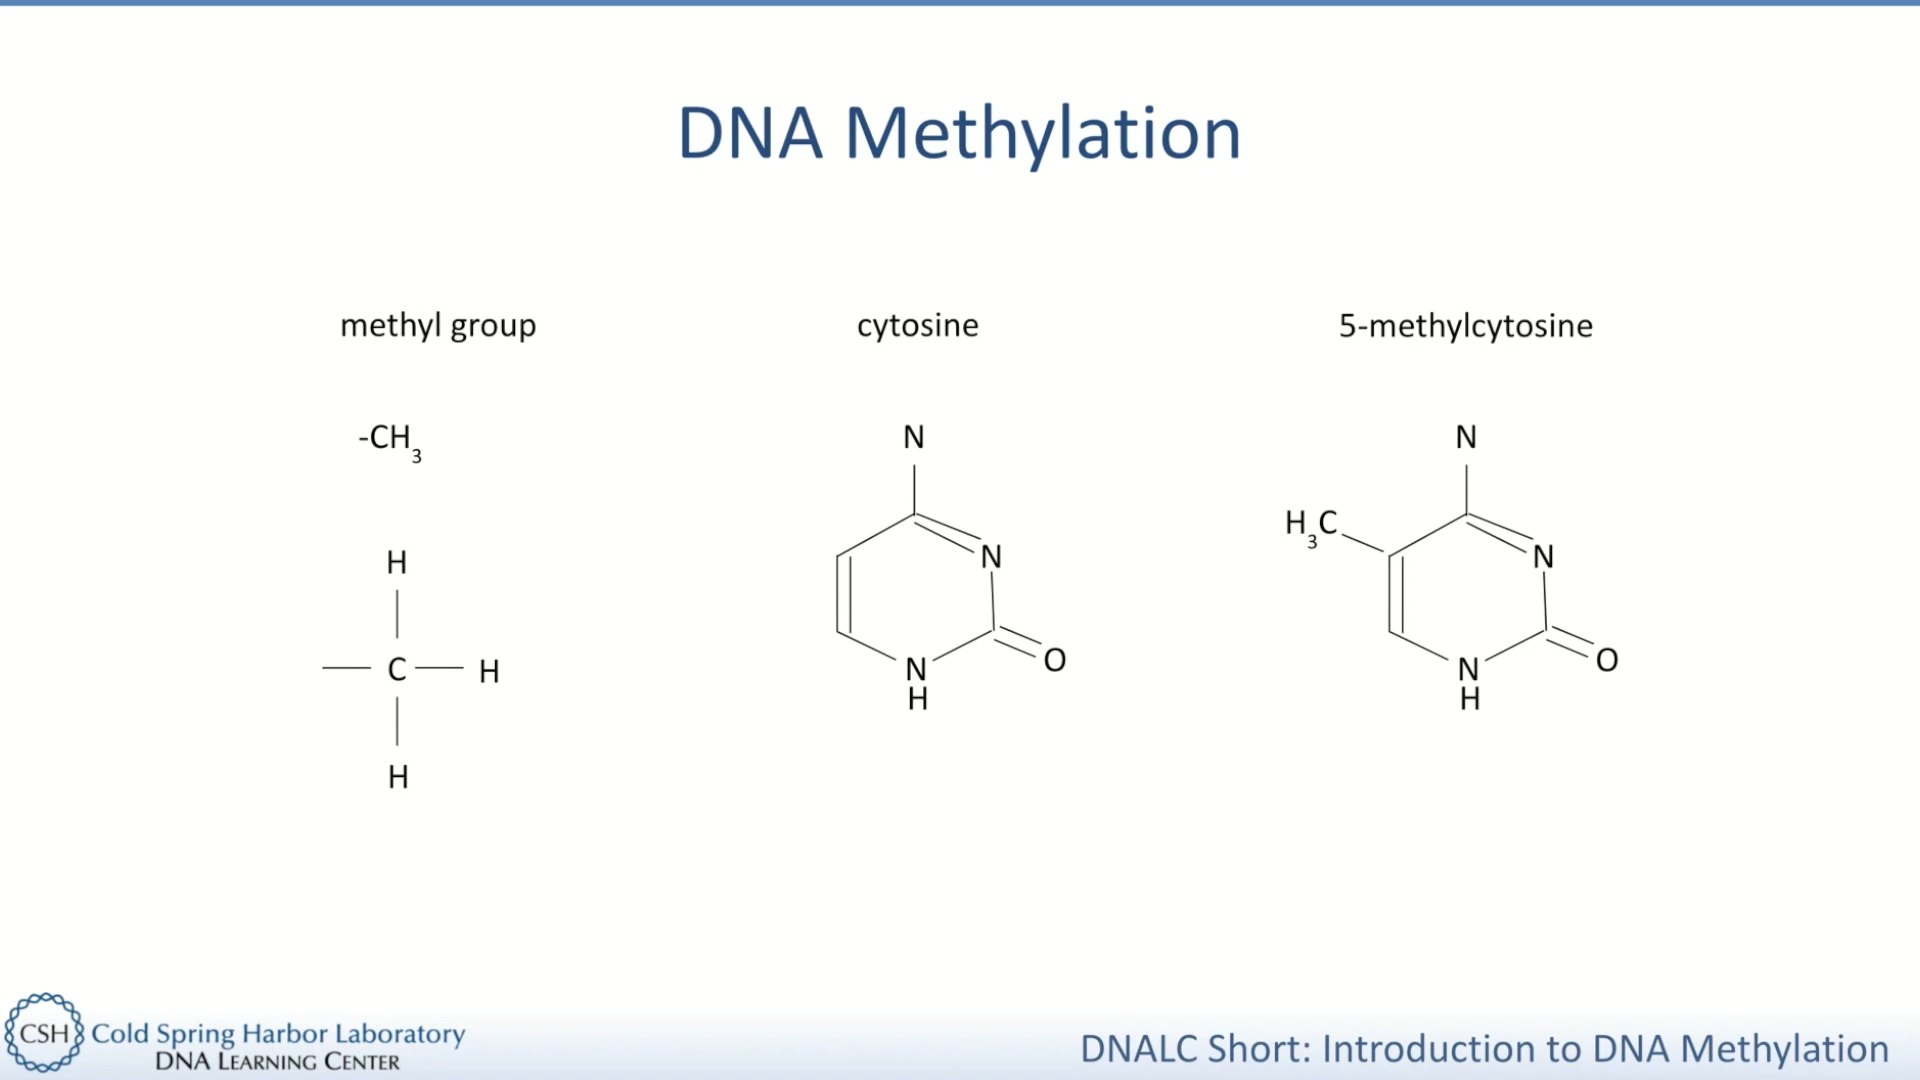 DNA Methylation
methyl group
cytosine
5-methylcytosine
-CH3
H
C H
H
N
N
O
N
H
N
H3C
N
O
N
H
CSH
Cold Spring Harbor Laboratory
DNA LEARNING CENTER
DNALC Short: Introduction to DNA Methylation